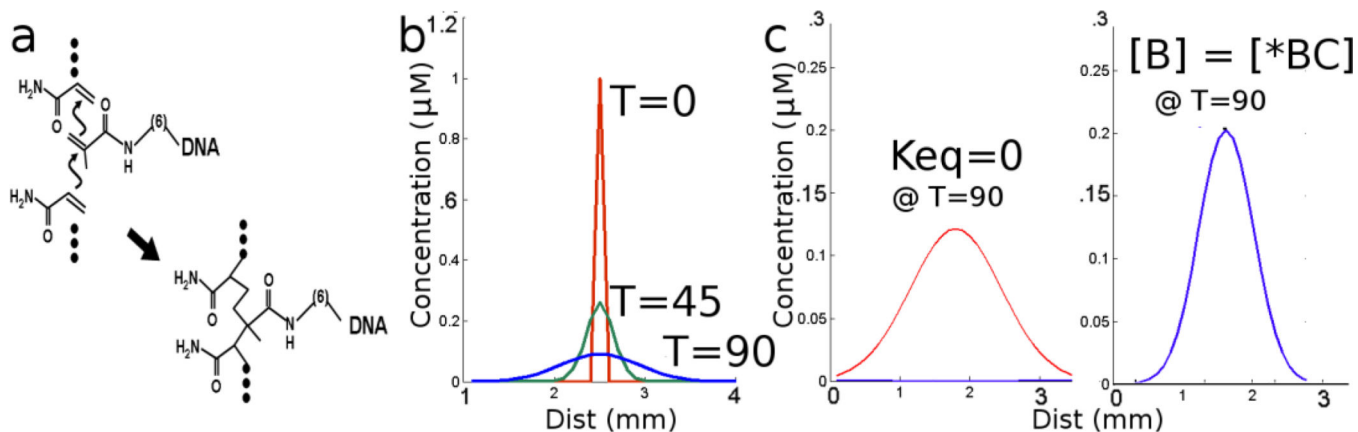 a
H₂N
O
O
(6)
N
H
DNA
H₂N
O
H₂N
O
O
(6)
N
H
DNA
H₂N
O
b
Concentration (µM)
1.2
1
0.8
0.6
0.4
0.2
0
T=0
T=45
T=90
1
2
3
4
Dist (mm)
c
Concentration (µM)
.3
0.25
0.2
.15
0.1
0.05
0
Keq=0
@ T=90
0
1
2
3
Dist (mm)
.3
0.25
0.2
.15
0.1
0.05
0
[B] = [*BC]
@ T=90
0
1
2
3
Dist (mm)